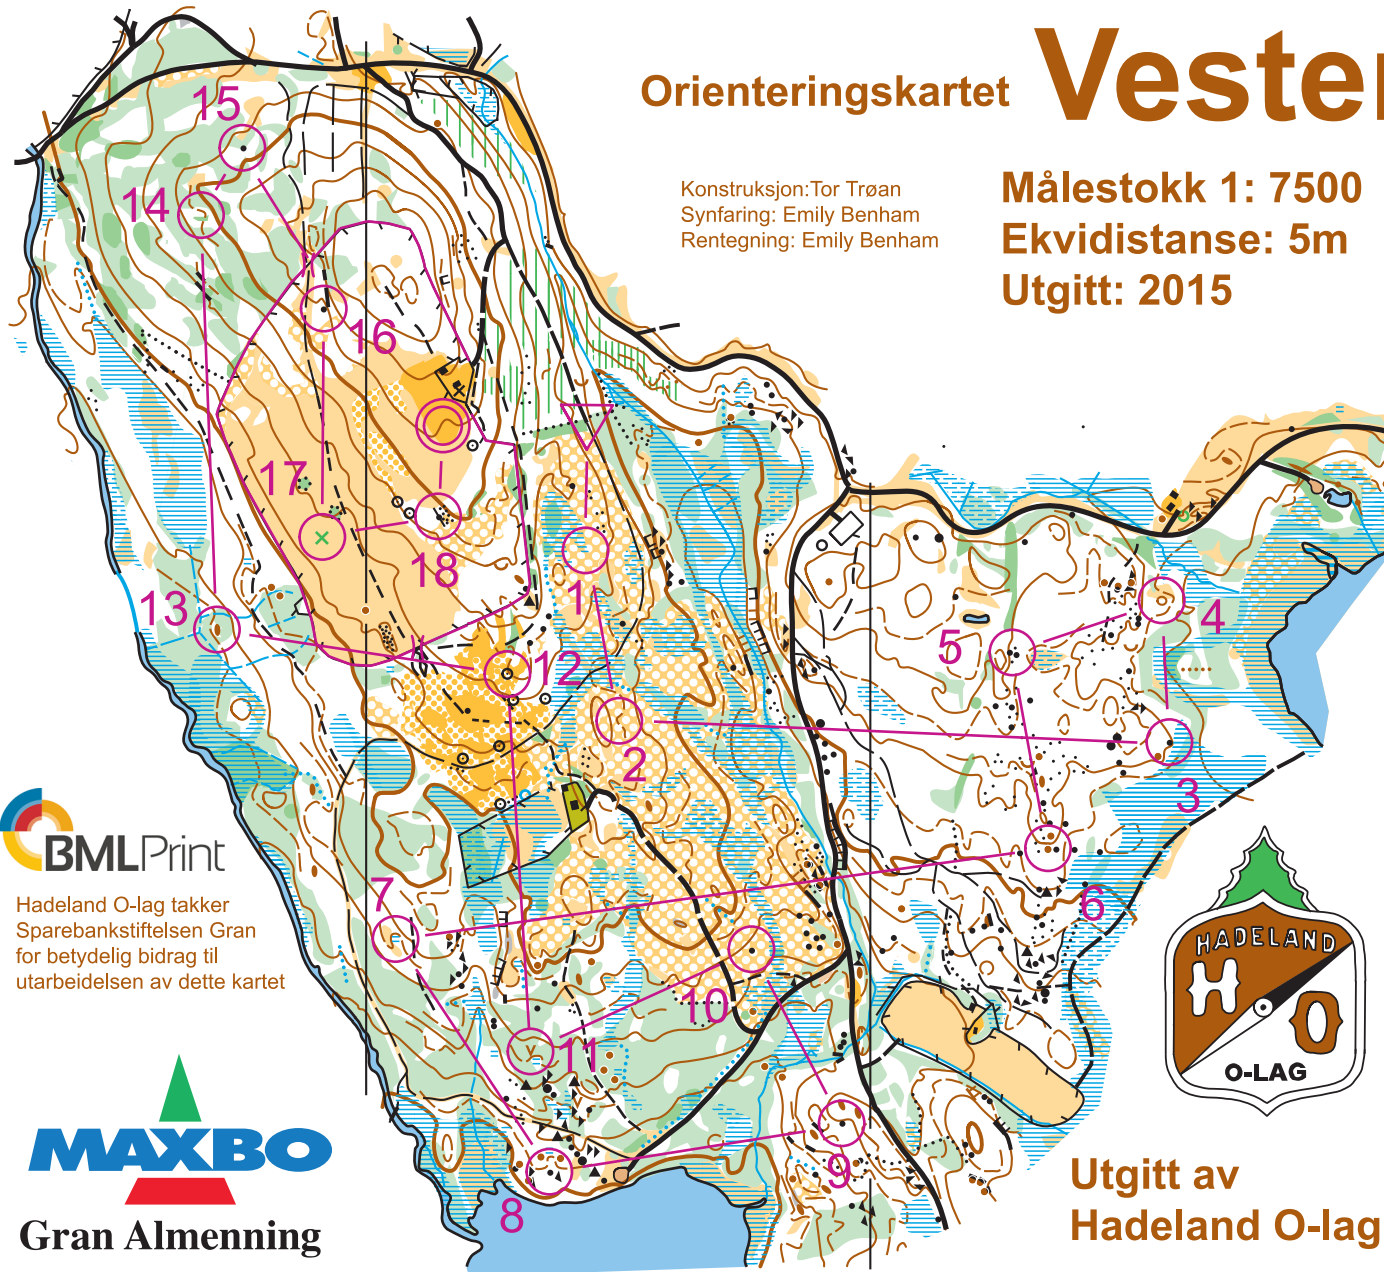 Orienteringskartet Vester
Konstruksjon:Tor Trøan
Synfaring: Emily Benham
Rentegning: Emily Benham
Målestokk 1: 7500
Ekvidistanse: 5m
Utgitt: 2015
15
14
16
17
18
13
1
12
2
4
5
3
6
7
10
11
9
8
BMLPrint
Hadeland O-lag takker
Sparebankstiftelsen Gran
for betydelig bidrag til
utarbeidelsen av dette kartet
MAXBO
Gran Almenning
HADELAND
H O
O-LAG
Utgitt av
Hadeland O-lag